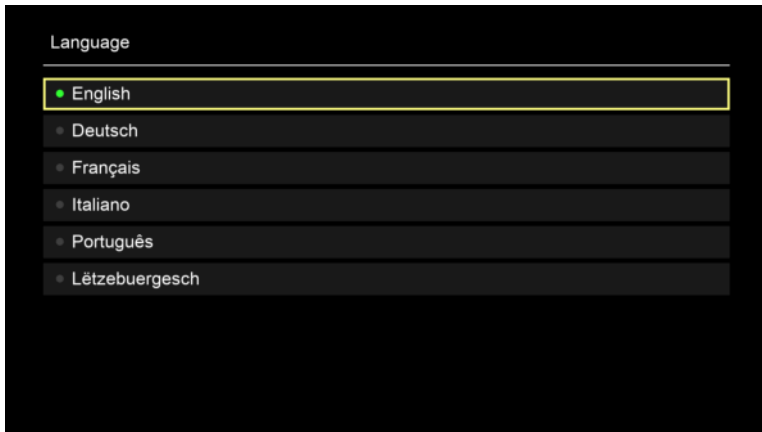 Language
English
Deutsch
Français
Italiano
Português
Lëtzebuergesch